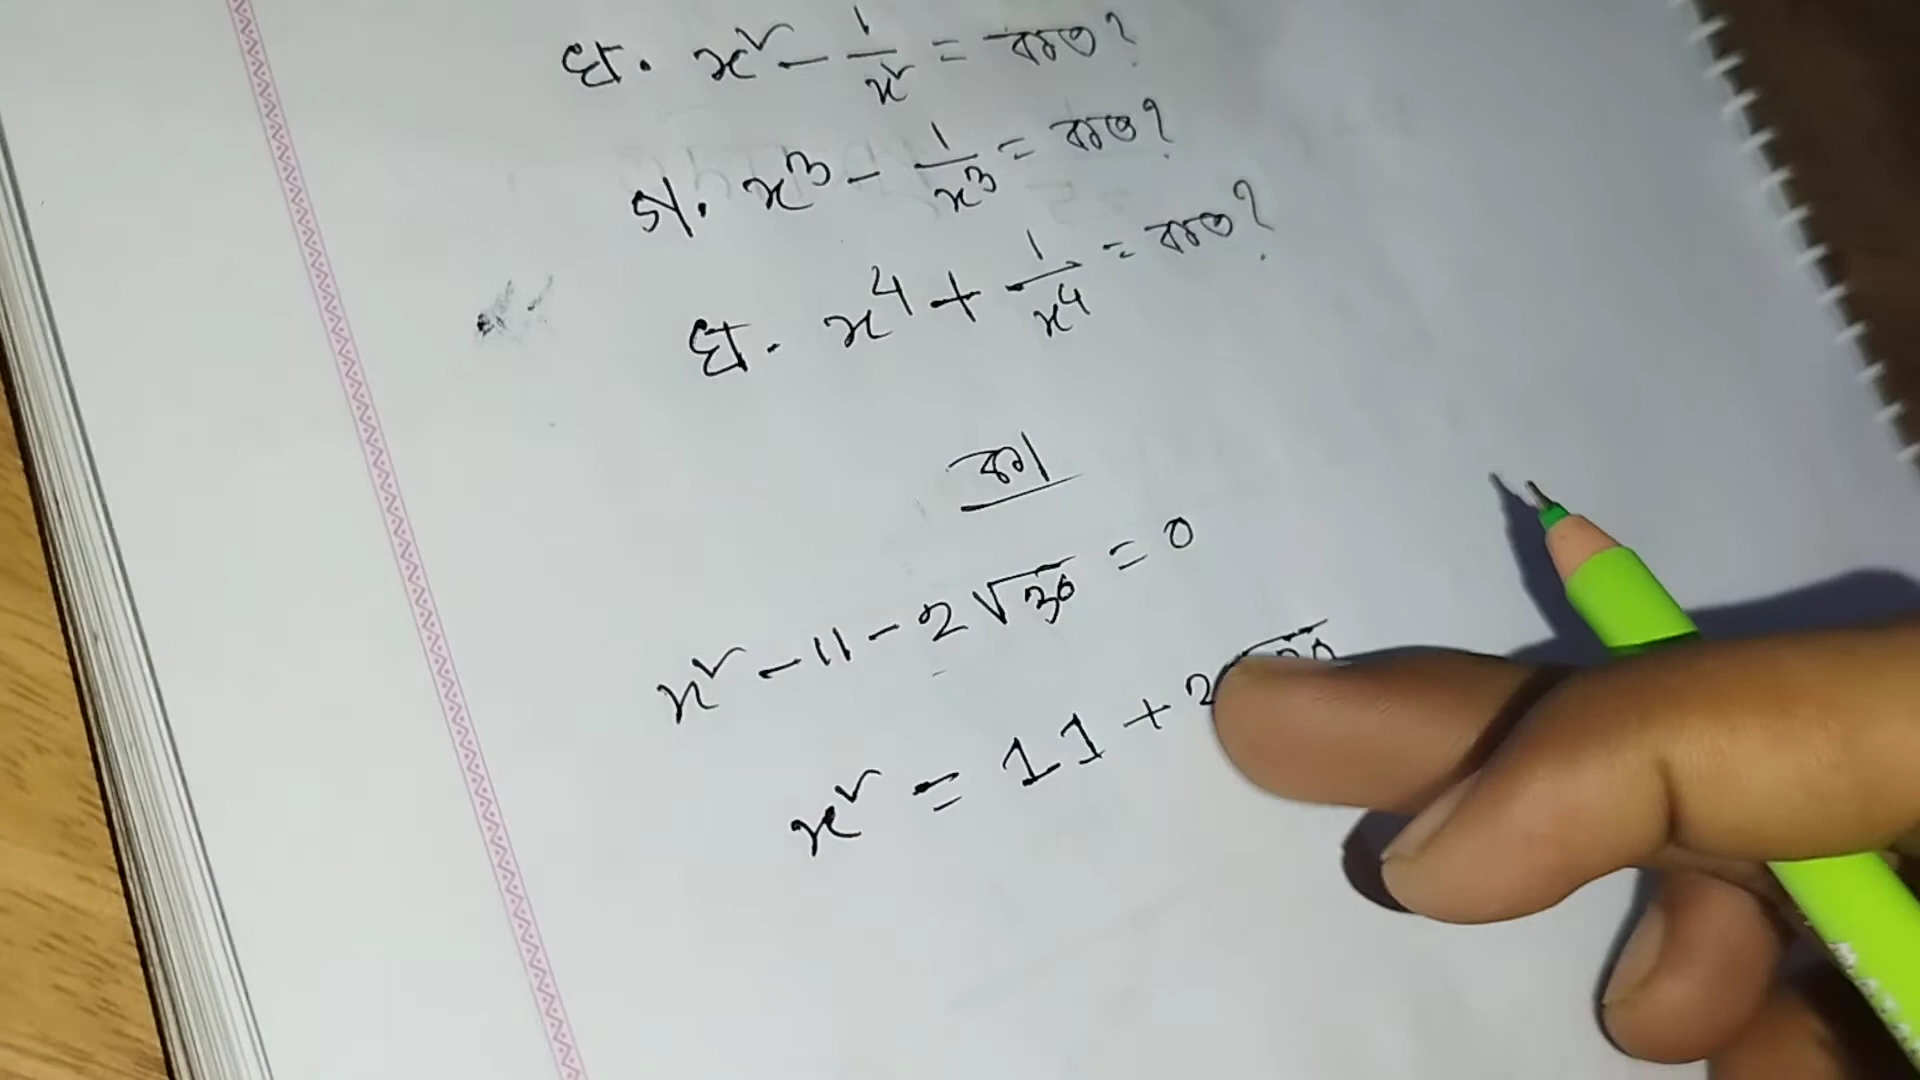 ঘ. x² - 1/x² = কত?
গ. x³ - 1/x³ = কত?
ঘ. x⁴ + 1/x⁴ = কত?
ক।
x² - 11 - 2√30 = 0
x² = 11 + 2